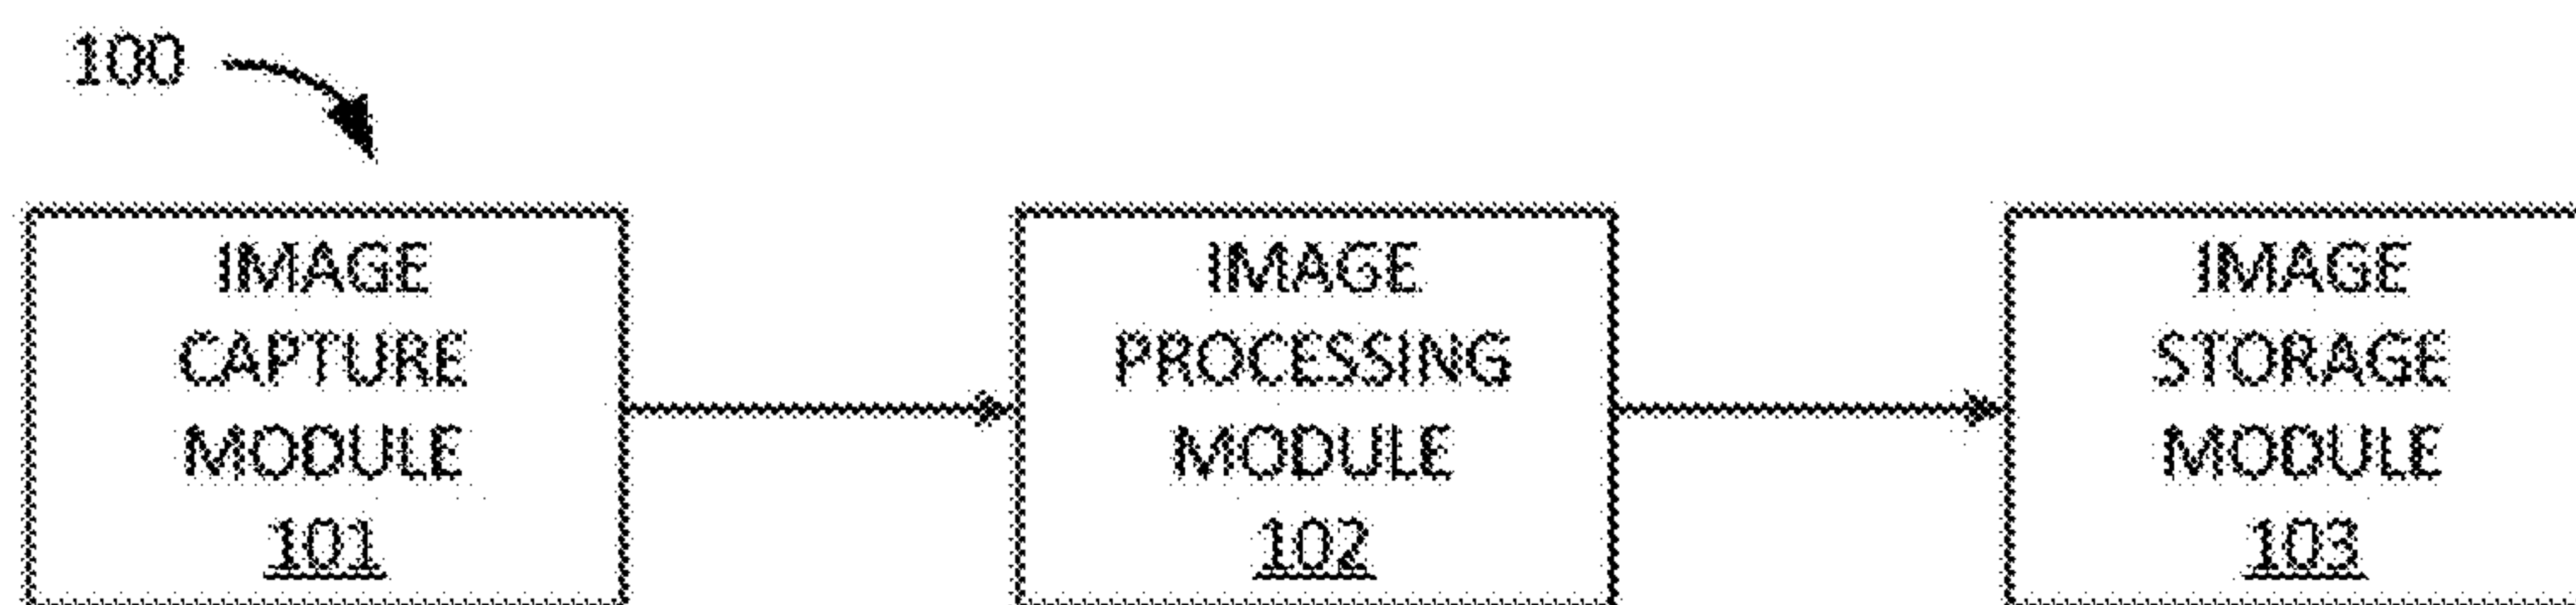 100
IMAGE
CAPTURE
MODULE
101
IMAGE
PROCESSING
MODULE
102
IMAGE
STORAGE
MODULE
103